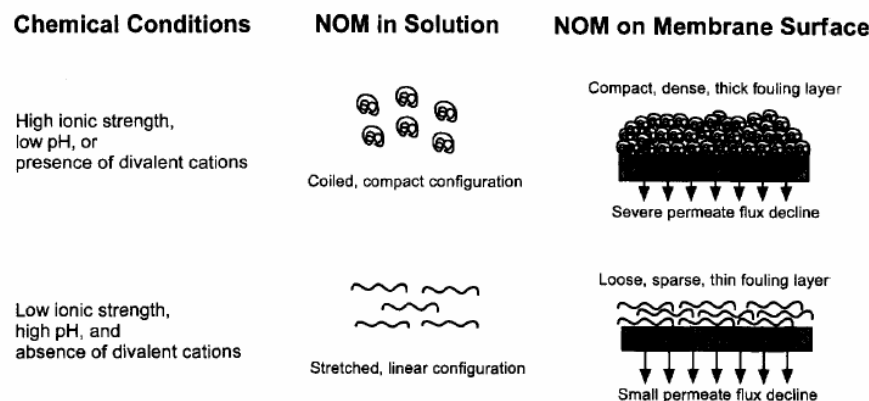 Chemical Conditions
NOM in Solution
NOM on Membrane Surface
High ionic strength,
low pH, or
presence of divalent cations
Coiled, compact configuration
Compact, dense, thick fouling layer
Severe permeate flux decline
Low ionic strength,
high pH, and
absence of divalent cations
Stretched, linear configuration
Loose, sparse, thin fouling layer
Small permeate flux decline